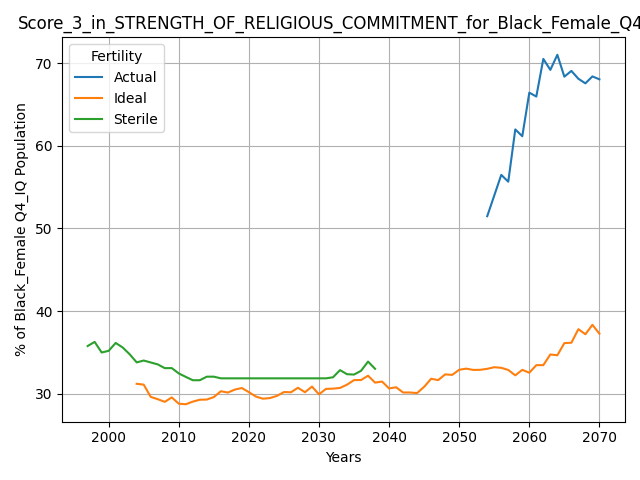 Score_3_in_STRENGTH_OF_RELIGIOUS_COMMITMENT_for_Black_Female_Q4
Fertility
Actual
Ideal
Sterile
% of Black_Female Q4_IQ Population
70
60
50
40
30
2000 2010 2020 2030 2040 2050 2060 2070
Years